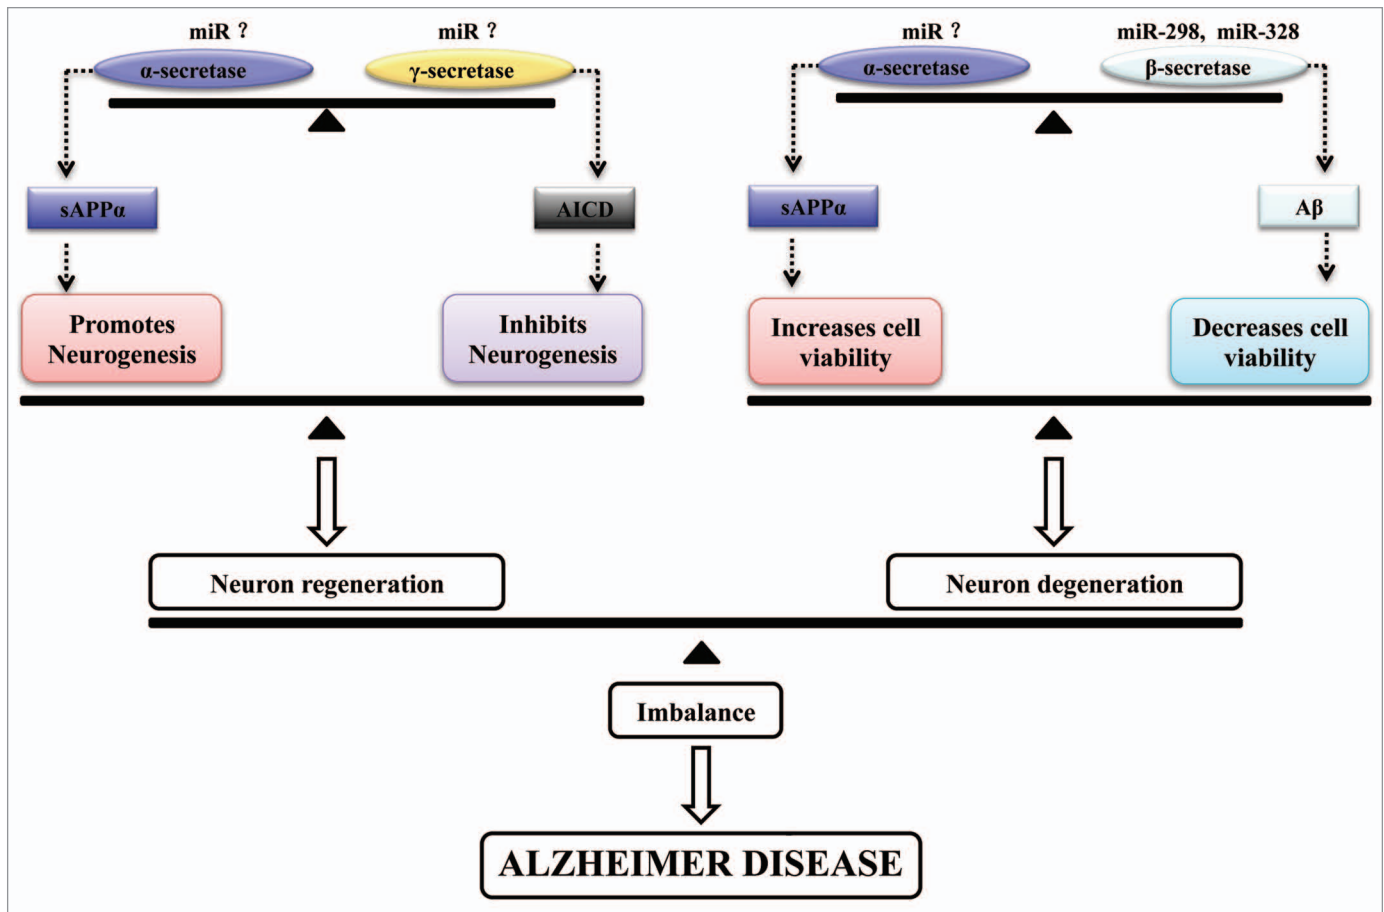 miR ?
miR ?
miR ?
miR-298, miR-328
α-secretase
γ-secretase
α-secretase
β-secretase
sAPPα
AICD
sAPPα
Aβ
Promotes
Neurogenesis
Inhibits
Neurogenesis
Increases cell
viability
Decreases cell
viability
Neuron regeneration
Neuron degeneration
Imbalance
ALZHEIMER DISEASE